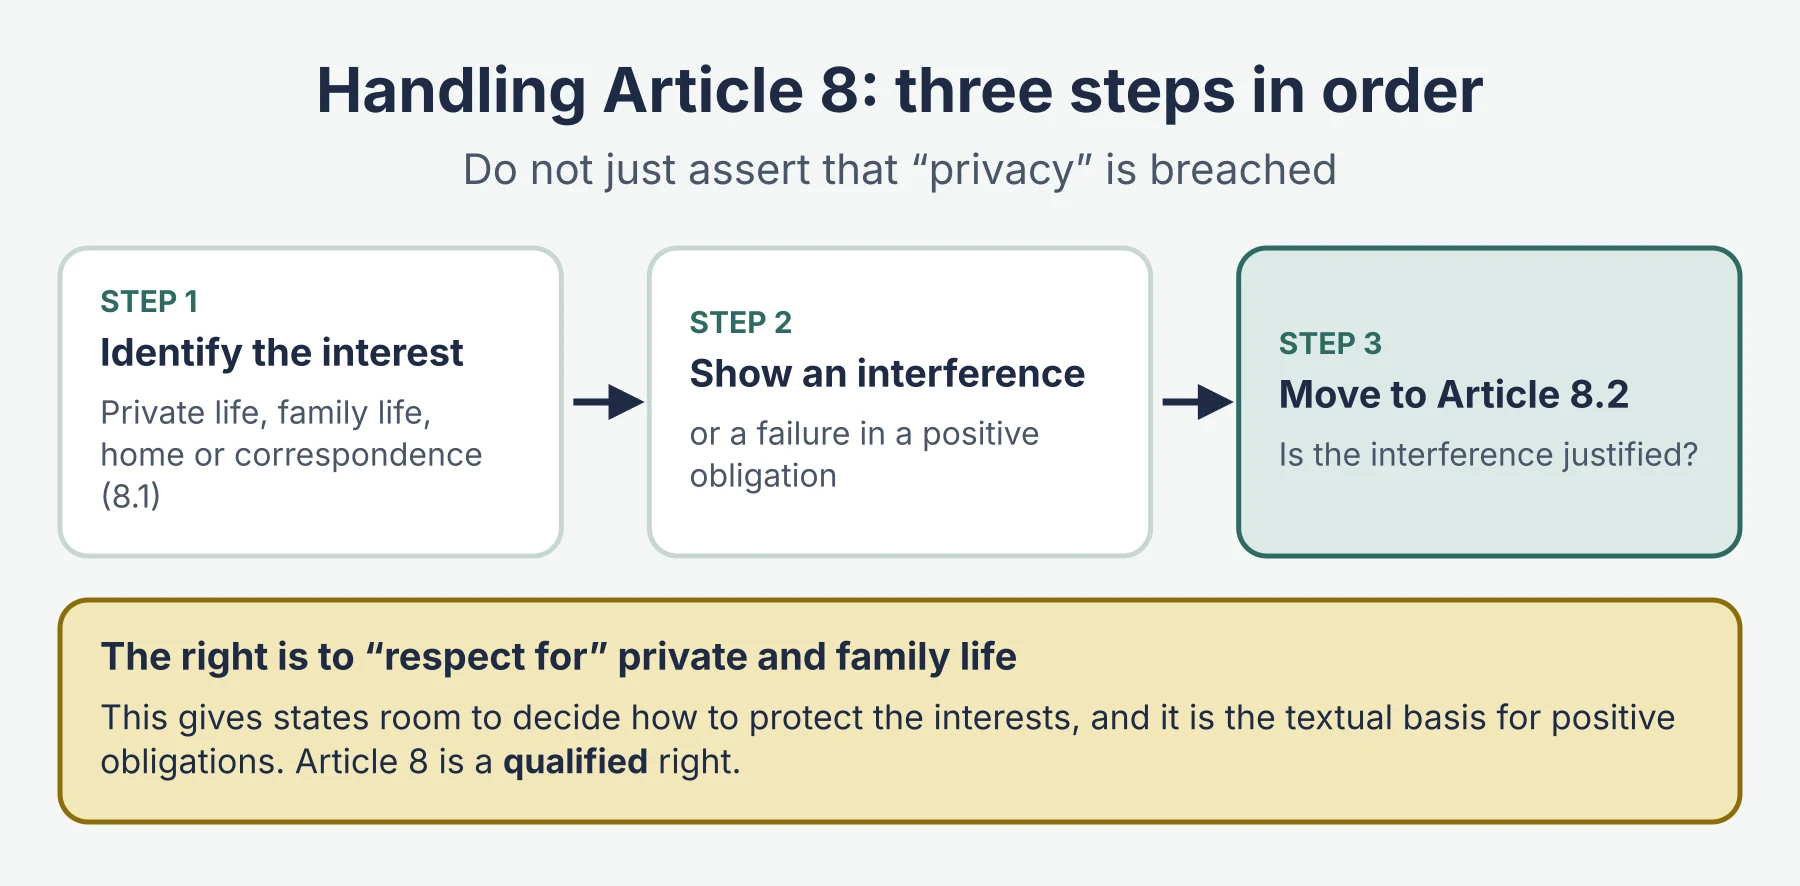 Handling Article 8: three steps in order
Do not just assert that “privacy” is breached
STEP 1
Identify the interest
Private life, family life,
home or correspondence
(8.1)
STEP 2
Show an interference
or a failure in a positive
obligation
STEP 3
Move to Article 8.2
Is the interference justified?
The right is to “respect for” private and family life
This gives states room to decide how to protect the interests, and it is the textual basis for positive
obligations. Article 8 is a qualified right.